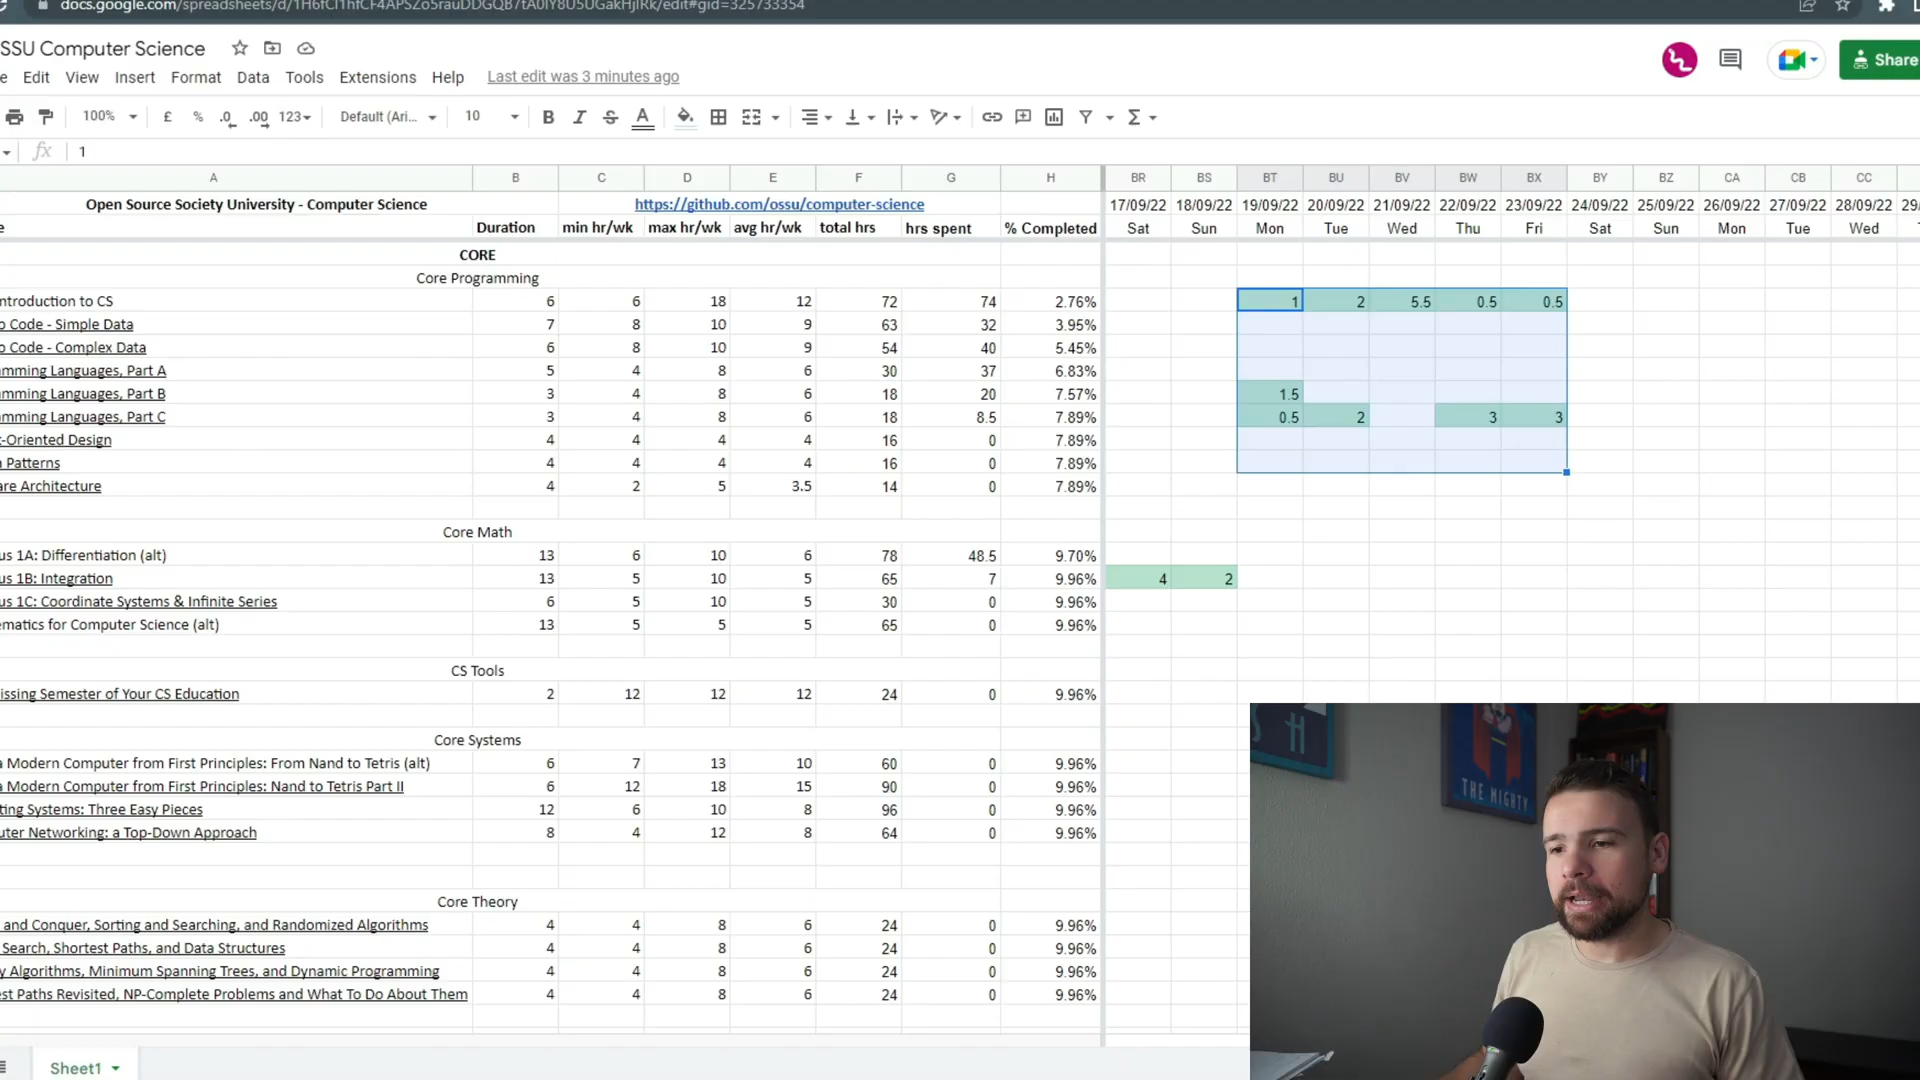 docs.google.com/spreadsheets/d/1H6fCI1hfCF4APSZo5rauDDGQB7tA0IY8U5UGakHjIRk/edit#gid=325733354
SSU Computer Science
e Edit View Insert Format Data Tools Extensions Help Last edit was 3 minutes ago
Share
100% £ % .0 .00 123 Default (Ari... 10 B I S A Σ
fx 1
A B C D E F G H BR BS BT BU BV BW BX BY BZ CA CB CC
Open Source Society University - Computer Science https://github.com/ossu/computer-science 17/09/22 18/09/22 19/09/22 20/09/22 21/09/22 22/09/22 23/09/22 24/09/22 25/09/22 26/09/22 27/09/22 28/09/22 29/
e Duration min hr/wk max hr/wk avg hr/wk total hrs hrs spent % Completed Sat Sun Mon Tue Wed Thu Fri Sat Sun Mon Tue Wed
CORE
Core Programming
ntroduction to CS 6 6 18 12 72 74 2.76% 1 2 5.5 0.5 0.5
o Code - Simple Data 7 8 10 9 63 32 3.95%
o Code - Complex Data 6 8 10 9 54 40 5.45%
amming Languages, Part A 5 4 8 6 30 37 6.83%
amming Languages, Part B 3 4 8 6 18 20 7.57% 1.5
amming Languages, Part C 3 4 8 6 18 8.5 7.89% 0.5 2 3 3
t-Oriented Design 4 4 4 4 16 0 7.89%
n Patterns 4 4 4 4 16 0 7.89%
are Architecture 4 2 5 3.5 14 0 7.89%
Core Math
us 1A: Differentiation (alt) 13 6 10 6 78 48.5 9.70%
us 1B: Integration 13 5 10 5 65 7 9.96% 4 2
us 1C: Coordinate Systems & Infinite Series 6 5 10 5 30 0 9.96%
ematics for Computer Science (alt) 13 5 5 5 65 0 9.96%
CS Tools
issing Semester of Your CS Education 2 12 12 12 24 0 9.96%
Core Systems
a Modern Computer from First Principles: From Nand to Tetris (alt) 6 7 13 10 60 0 9.96%
a Modern Computer from First Principles: Nand to Tetris Part II 6 12 18 15 90 0 9.96%
ting Systems: Three Easy Pieces 12 6 10 8 96 0 9.96%
uter Networking: a Top-Down Approach 8 4 12 8 64 0 9.96%
Core Theory
and Conquer, Sorting and Searching, and Randomized Algorithms 4 4 8 6 24 0 9.96%
Search, Shortest Paths, and Data Structures 4 4 8 6 24 0 9.96%
y Algorithms, Minimum Spanning Trees, and Dynamic Programming 4 4 8 6 24 0 9.96%
est Paths Revisited, NP-Complete Problems and What To Do About Them 4 4 8 6 24 0 9.96%
THE MIGHTY
Sheet1